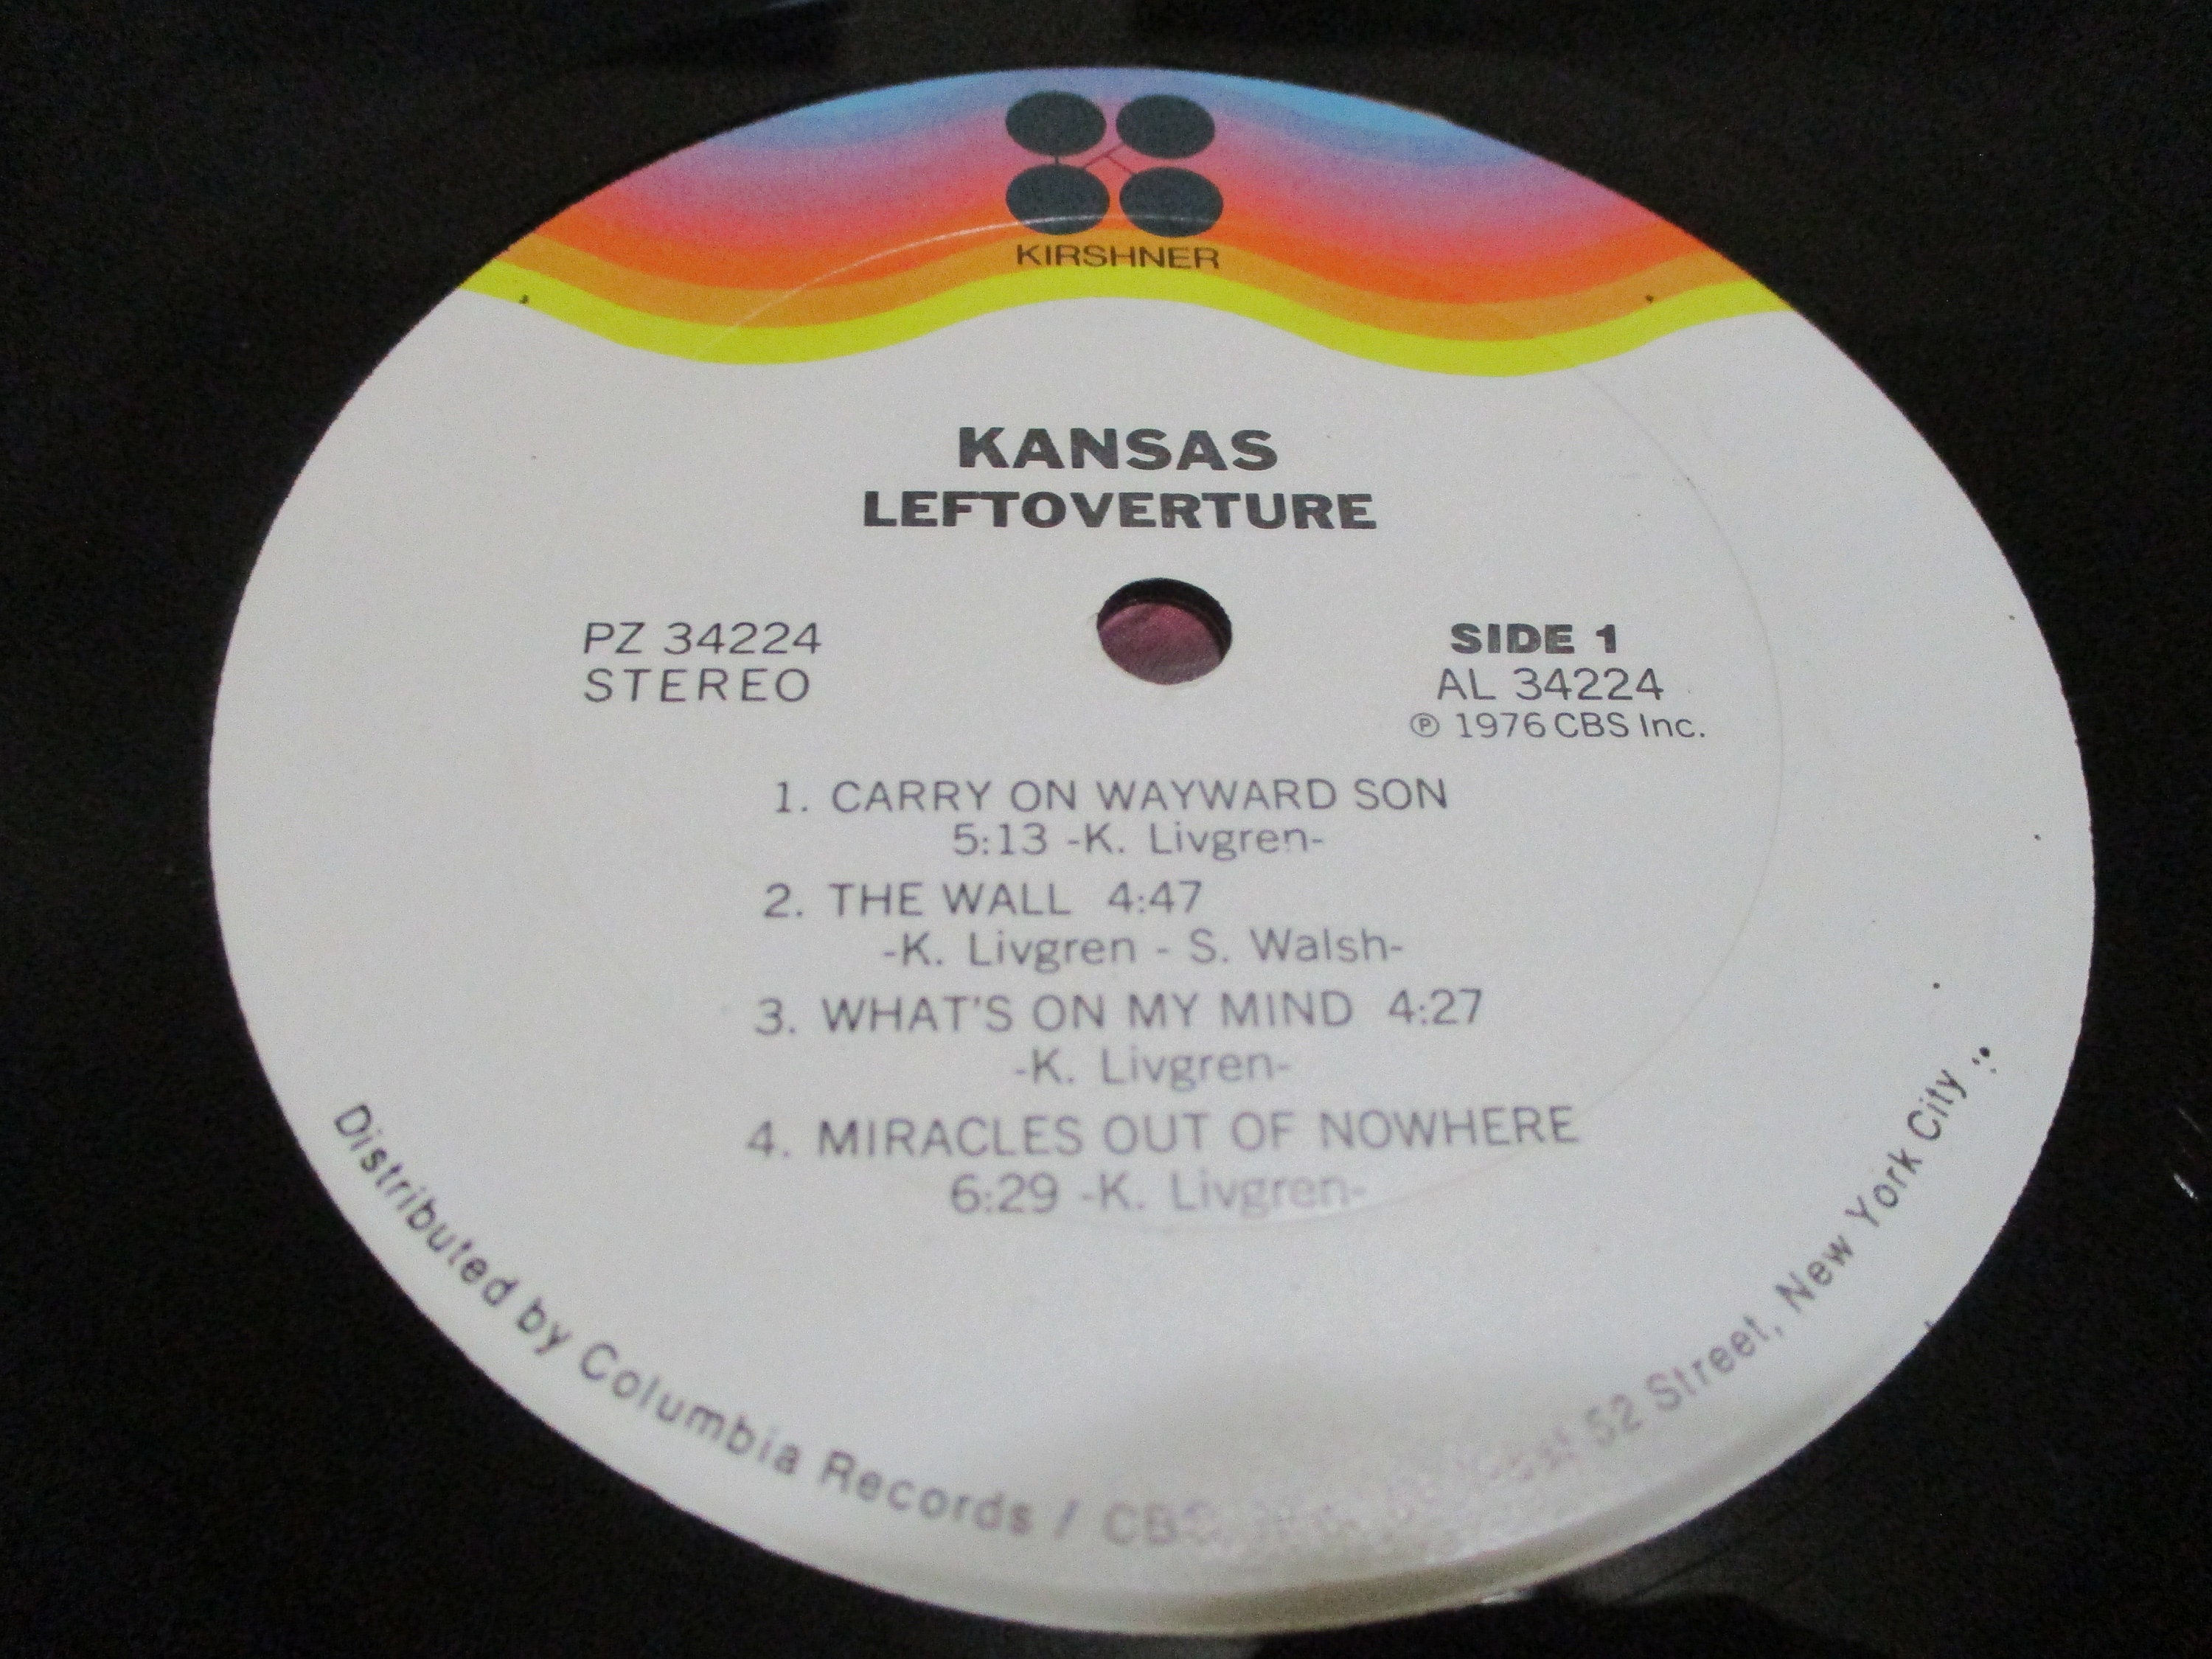 KIRSHNER
KANSAS
LEFTOVERTURE
PZ 34224
STEREO
SIDE 1
AL 34224
℗ 1976 CBS Inc.
1. CARRY ON WAYWARD SON
5:13 -K. Livgren-
2. THE WALL 4:47
-K. Livgren - S. Walsh-
3. WHAT'S ON MY MIND 4:27
-K. Livgren-
4. MIRACLES OUT OF NOWHERE
6:29 -K. Livgren-
Distributed by Columbia Records / CBS 52 Street, New York City